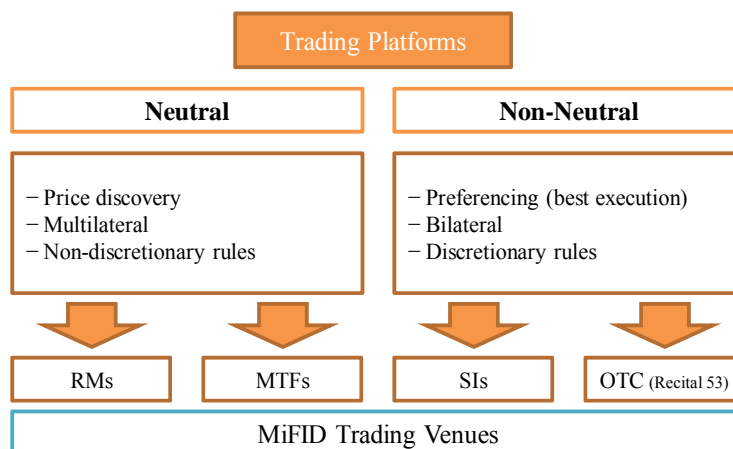 Trading Platforms
Neutral
Non-Neutral
– Price discovery
– Multilateral
– Non-discretionary rules
– Preferencing (best execution)
– Bilateral
– Discretionary rules
RMs
MTFs
SIs
OTC (Recital 53)
MiFID Trading Venues